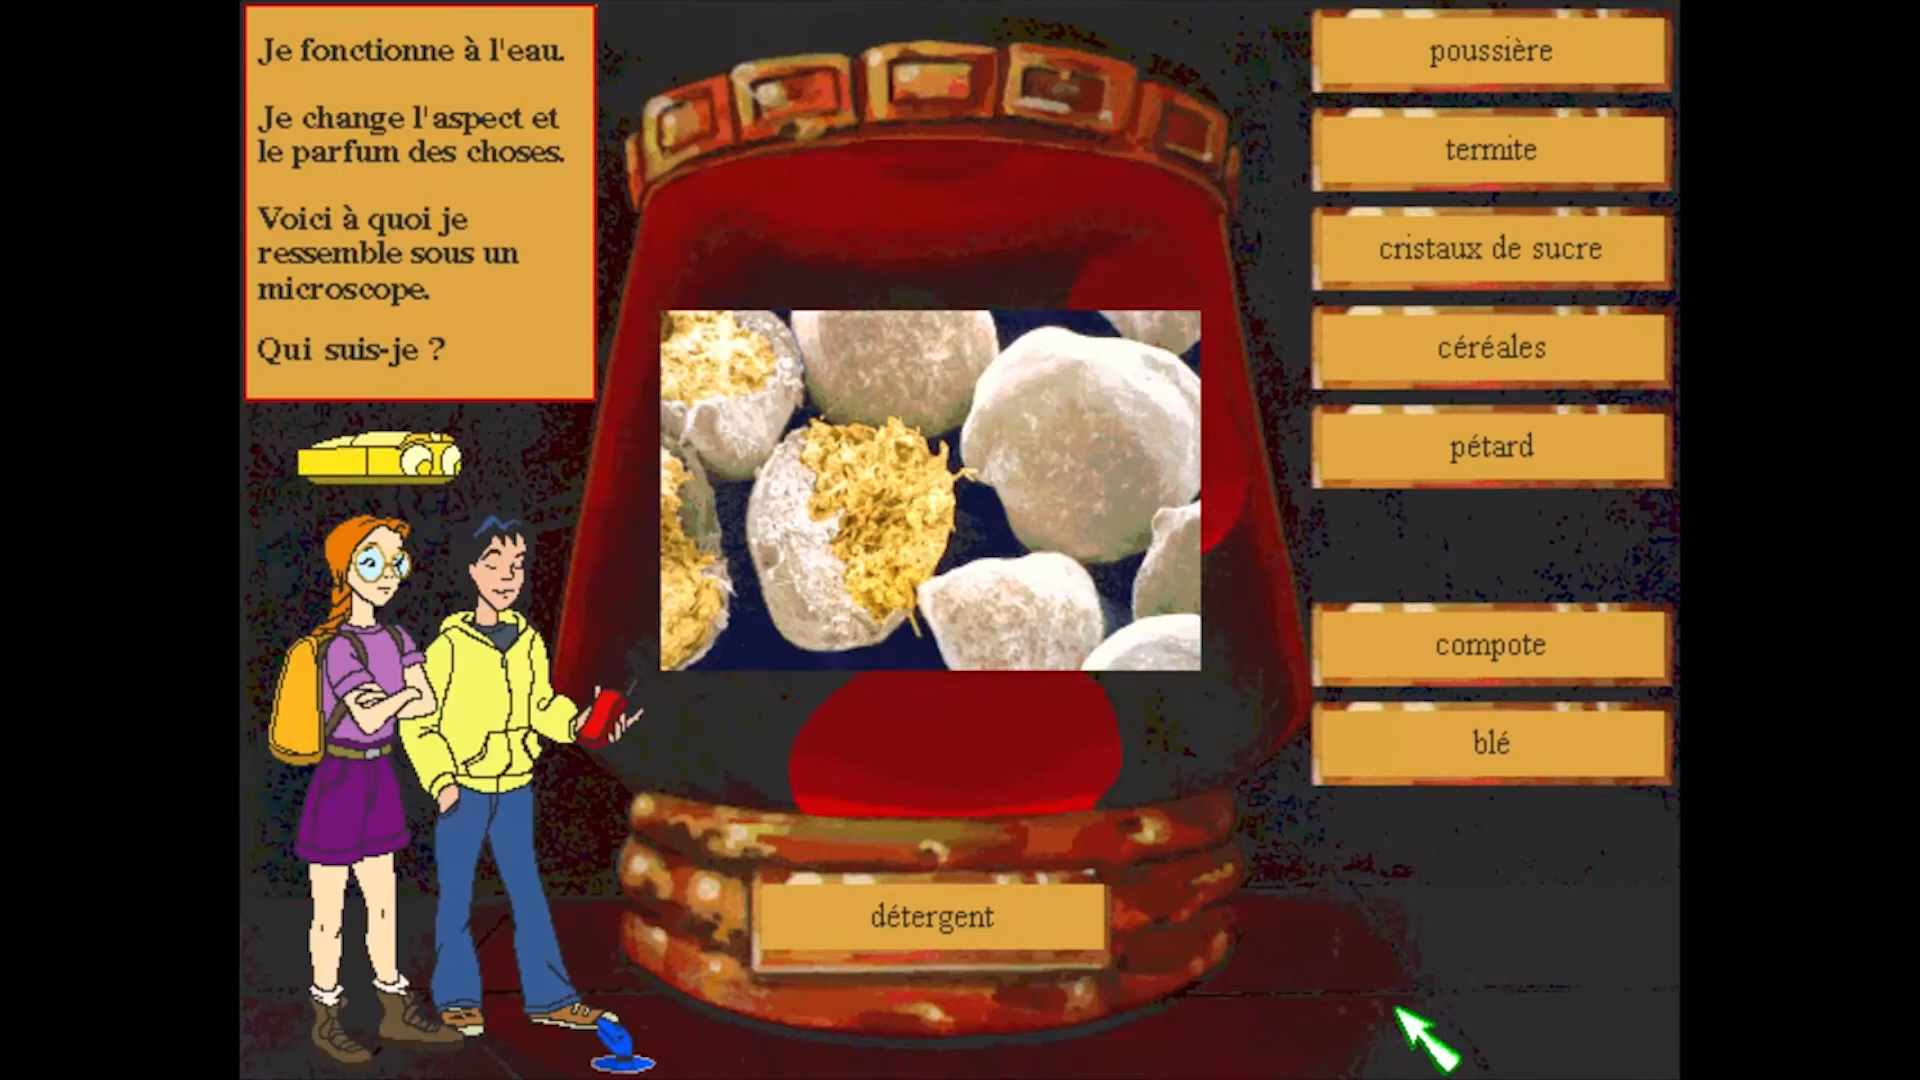 Je fonctionne à l'eau.
Je change l'aspect et
le parfum des choses.
Voici à quoi je
ressemble sous un
microscope.
Qui suis-je ?
poussière
termite
cristaux de sucre
céréales
pétard
compote
blé
détergent